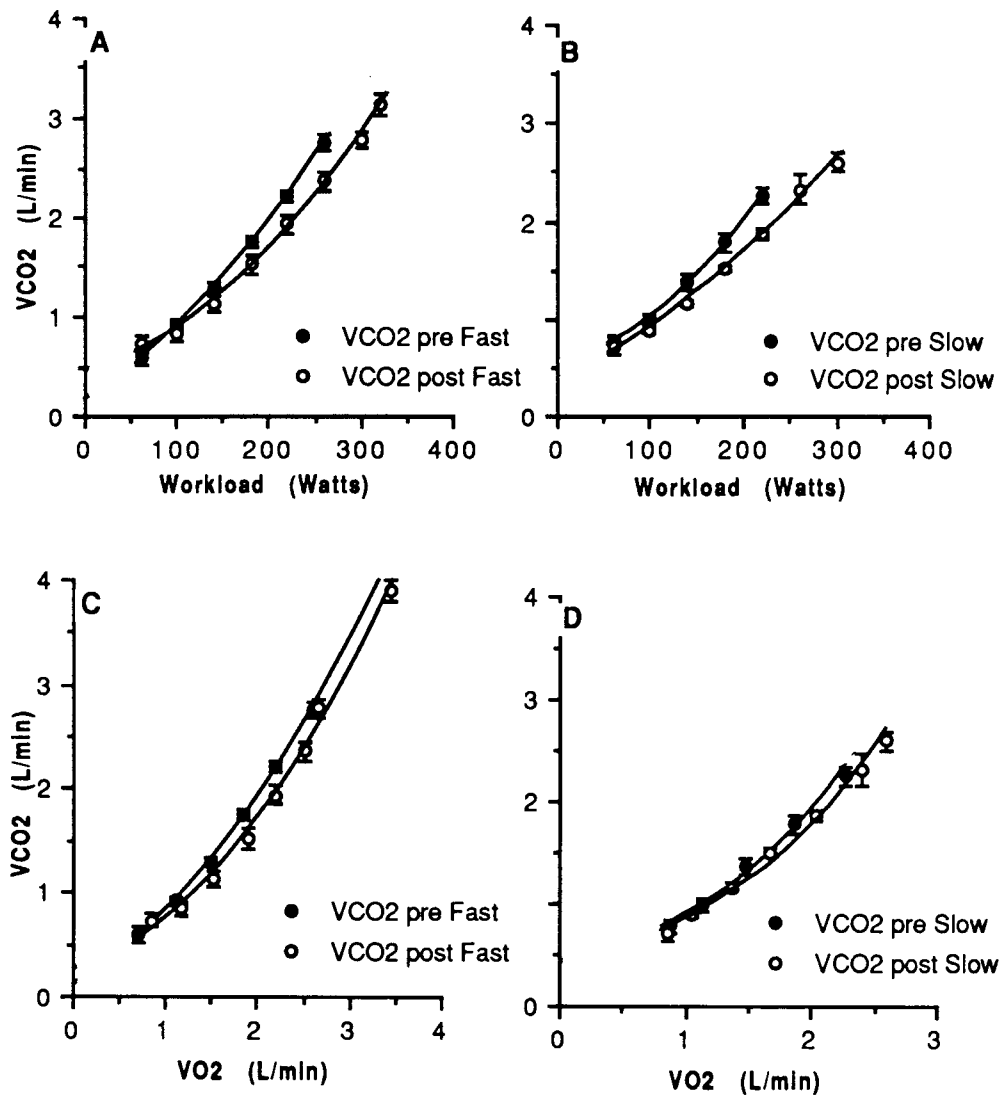 A
4
3
2
1
0
VCO2 (L/min)
VCO2 pre Fast
VCO2 post Fast
0 100 200 300 400
Workload (Watts)
B
4
3
2
1
0
VCO2 pre Slow
VCO2 post Slow
0 100 200 300 400
Workload (Watts)
C
4
3
2
1
0
VCO2 (L/min)
VCO2 pre Fast
VCO2 post Fast
0 1 2 3 4
VO2 (L/min)
D
4
3
2
1
0
VCO2 pre Slow
VCO2 post Slow
0 1 2 3
VO2 (L/min)